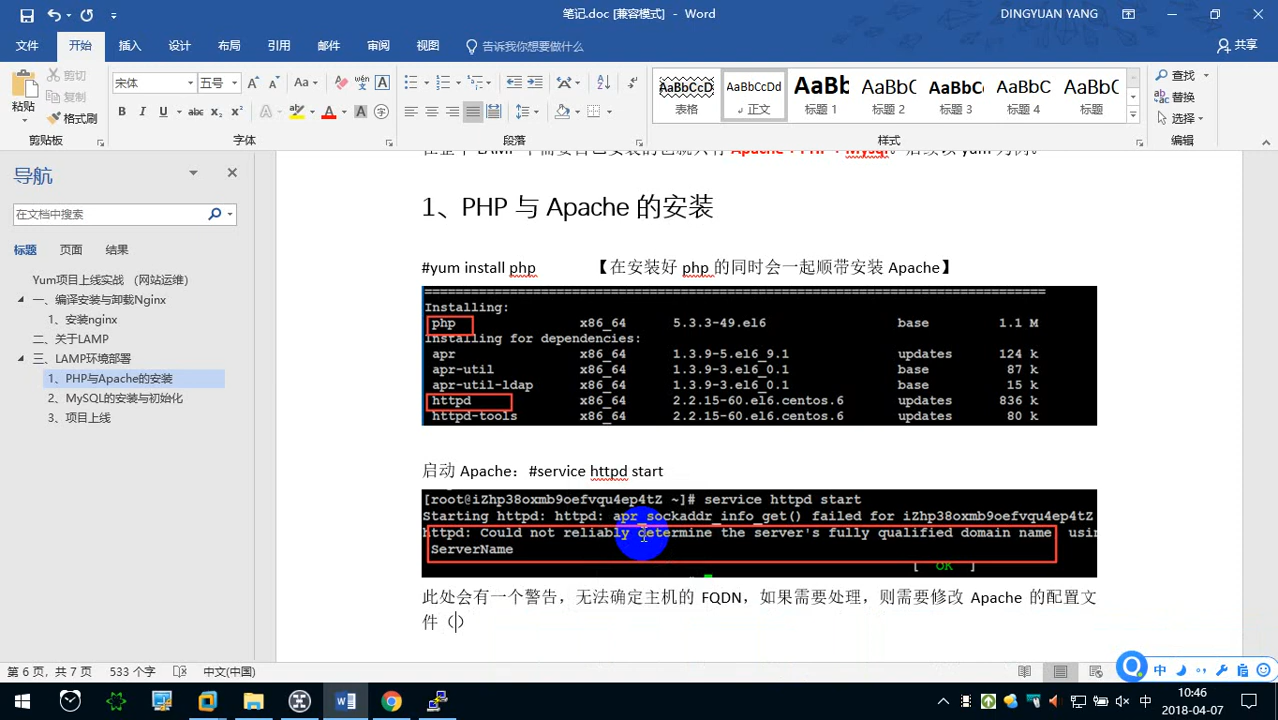 笔记.doc [兼容模式] - Word
DINGYUAN YANG
文件 开始 插入 设计 布局 引用 邮件 审阅 视图 告诉我你想要做什么
共享
粘贴 剪切
复制
格式刷
剪贴板
宋体 五号
字体
段落
AaBbCcD 表格
AaBbCcDd 正文
AaBb 标题 1
AaBbC 标题 2
AaBbC 标题 3
AaBbC 标题 4
AaBbC 标题
样式
查找
替换
选择
编辑
导航
在文档中搜索
标题 页面 结果
Yum项目上线实战 (网站运维)
一、编译安装与卸载Nginx
1、安装nginx
二、关于LAMP
三、LAMP环境部署
1、PHP与Apache的安装
2、MySQL的安装与初始化
3、项目上线
1、PHP 与 Apache 的安装
#yum install php 【在安装好 php 的同时会一起顺带安装 Apache】
Installing:
php x86_64 5.3.3-49.el6 base 1.1 M
Installing for dependencies:
apr x86_64 1.3.9-5.el6_9.1 updates 124 k
apr-util x86_64 1.3.9-3.el6_0.1 base 87 k
apr-util-ldap x86_64 1.3.9-3.el6_0.1 base 15 k
httpd x86_64 2.2.15-60.el6.centos.6 updates 836 k
httpd-tools x86_64 2.2.15-60.el6.centos.6 updates 80 k
启动 Apache：#service httpd start
[root@iZhp38oxmb9oefvqu4ep4tZ ~]# service httpd start
Starting httpd: httpd: apr_sockaddr_info_get() failed for iZhp38oxmb9oefvqu4ep4tZ
httpd: Could not reliably determine the server's fully qualified domain name usin
ServerName
[ OK ]
此处会有一个警告，无法确定主机的 FQDN，如果需要处理，则需要修改 Apache 的配置文
件（）
第 6 页，共 7 页 533 个字 中文(中国)
中
中 10:46
2018-04-07